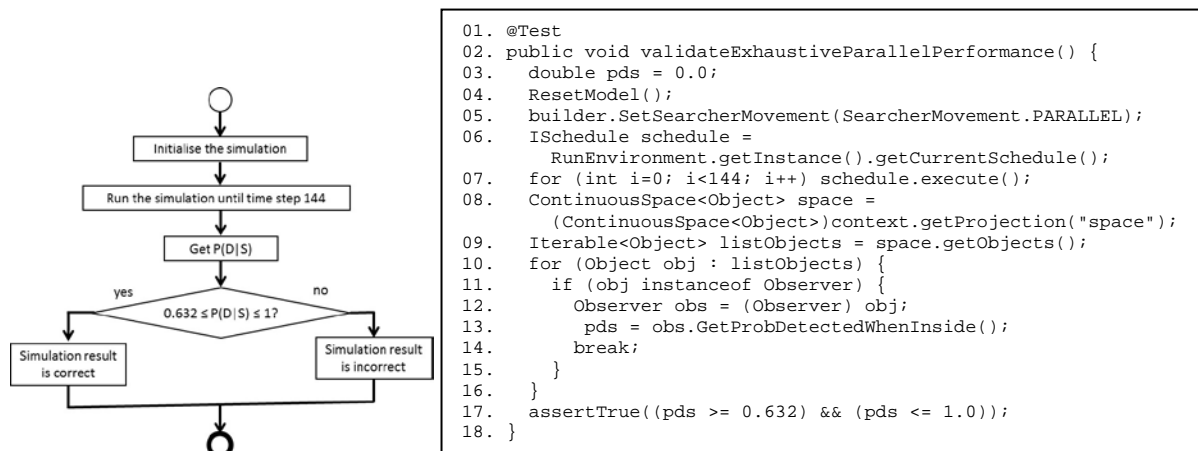 Initialise the simulation
Run the simulation until time step 144
Get P(D|S)
yes
no
0.632 ≤ P(D|S) ≤ 1?
Simulation result
is correct
Simulation result
is incorrect
01. @Test
02. public void validateExhaustiveParallelPerformance() {
03.   double pds = 0.0;
04.   ResetModel();
05.   builder.SetSearcherMovement(SearcherMovement.PARALLEL);
06.   ISchedule schedule =
        RunEnvironment.getInstance().getCurrentSchedule();
07.   for (int i=0; i<144; i++) schedule.execute();
08.   ContinuousSpace<Object> space =
        (ContinuousSpace<Object>)context.getProjection("space");
09.   Iterable<Object> listObjects = space.getObjects();
10.   for (Object obj : listObjects) {
11.     if (obj instanceof Observer) {
12.       Observer obs = (Observer) obj;
13.        pds = obs.GetProbDetectedWhenInside();
14.       break;
15.     }
16.   }
17.   assertTrue((pds >= 0.632) && (pds <= 1.0));
18. }